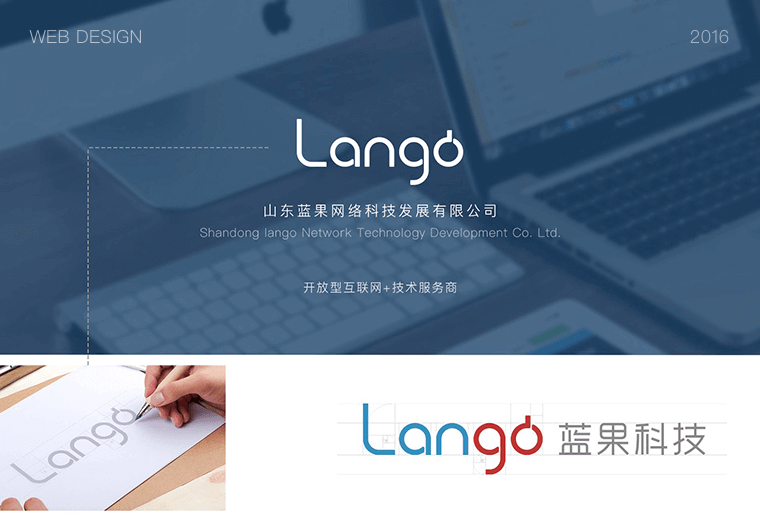 WEB DESIGN
2016
Lango
山东蓝果网络科技发展有限公司
Shandong lango Network Technology Development Co. Ltd.
开放型互联网+技术服务商
Lango
Lango 蓝果科技